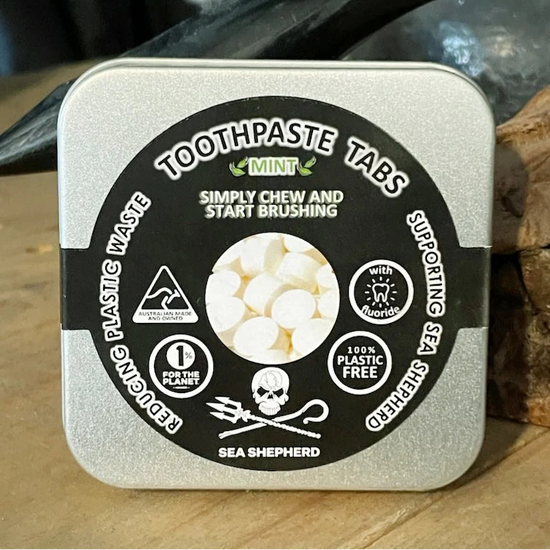 TOOTHPASTE TABS
MINT
SIMPLY CHEW AND
START BRUSHING
REDUCING PLASTIC WASTE
SUPPORTING SEA SHEPHERD
AUSTRALIAN MADE
AND OWNED
with
fluoride
1%
FOR THE
PLANET
100%
PLASTIC
FREE
SEA SHEPHERD